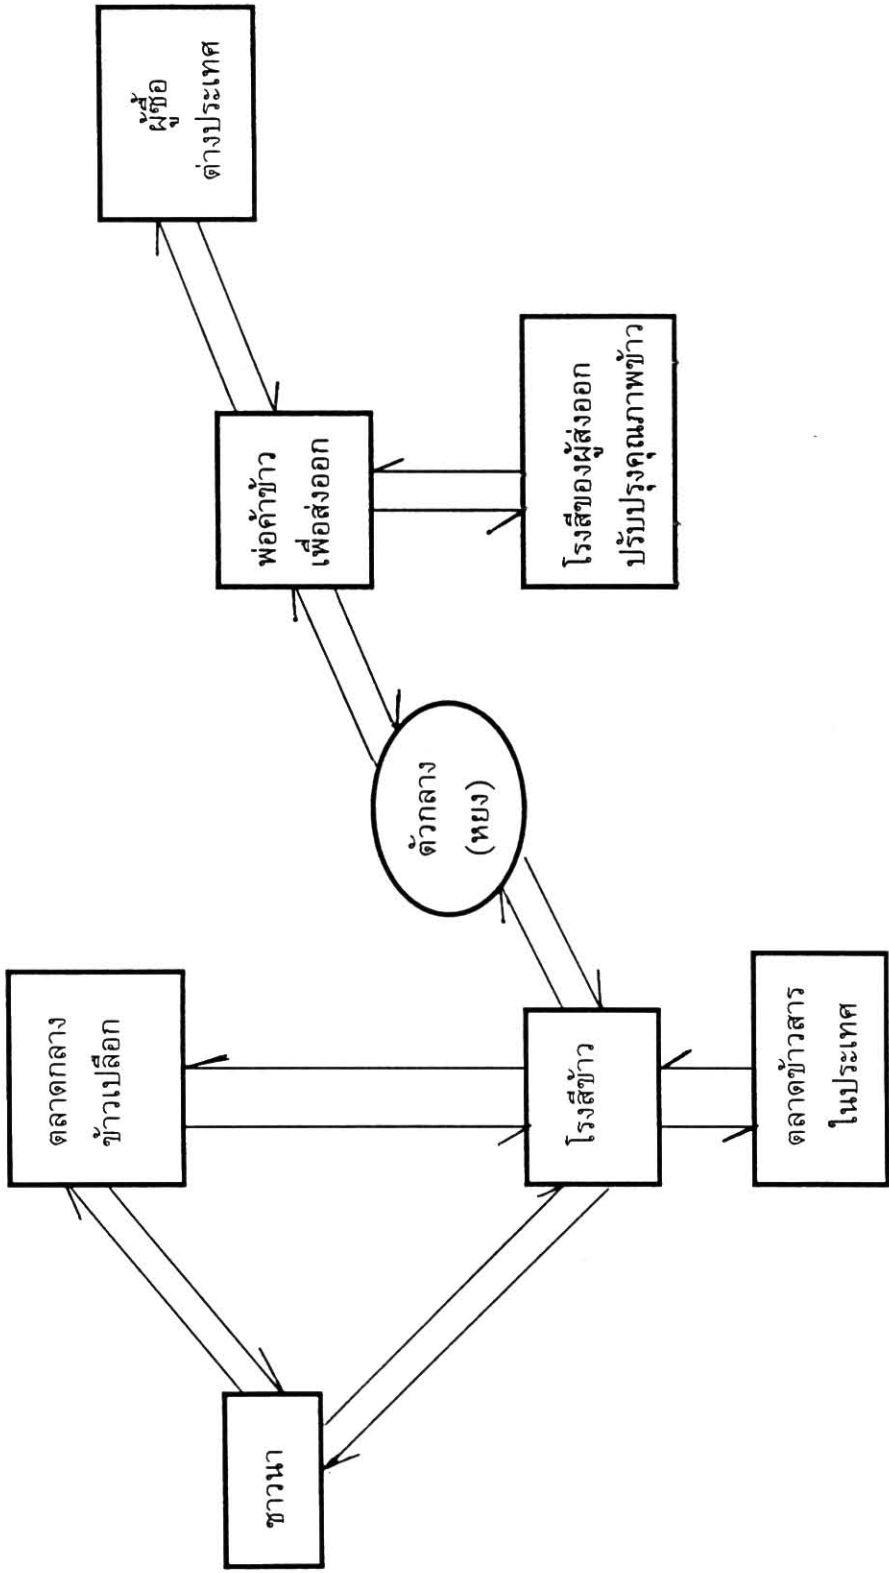 ชาวนา
ตลาดกลาง
ข้าวเปลือก
โรงสีข้าว
ตลาดข้าวสาร
ในประเทศ
ตัวกลาง
(หยง)
พ่อค้าข้าว
เพื่อส่งออก
โรงสีของผู้ส่งออก
ปรับปรุงคุณภาพข้าว
ผู้ซื้อ
ต่างประเทศ